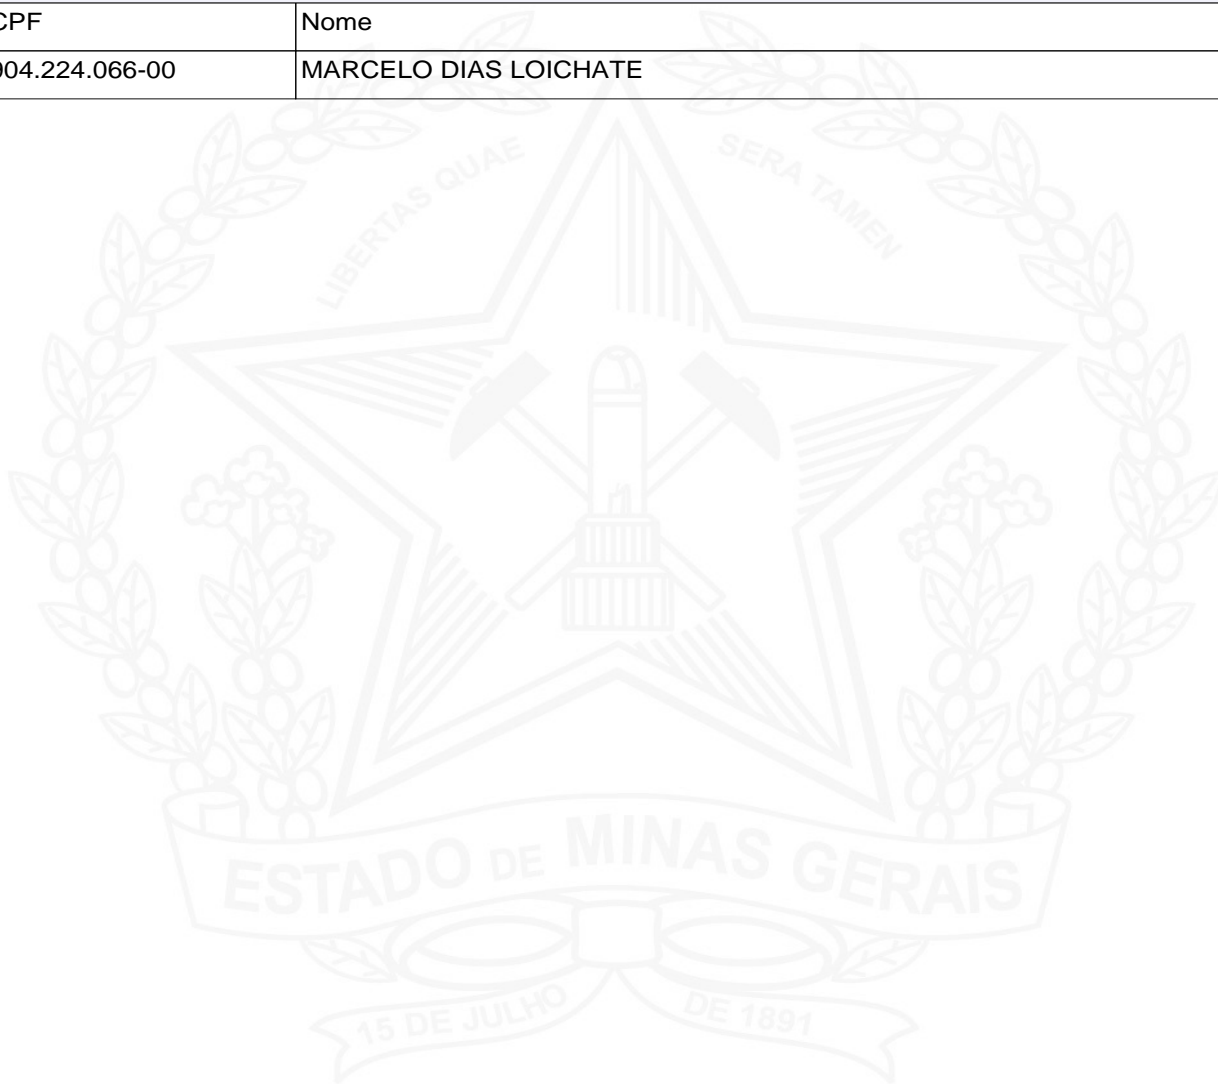 CPF Nome
904.224.066-00 MARCELO DIAS LOICHATE
LIBERTAS QUAE SERA TAMEN
ESTADO DE MINAS GERAIS
15 DE JULHO DE 1891